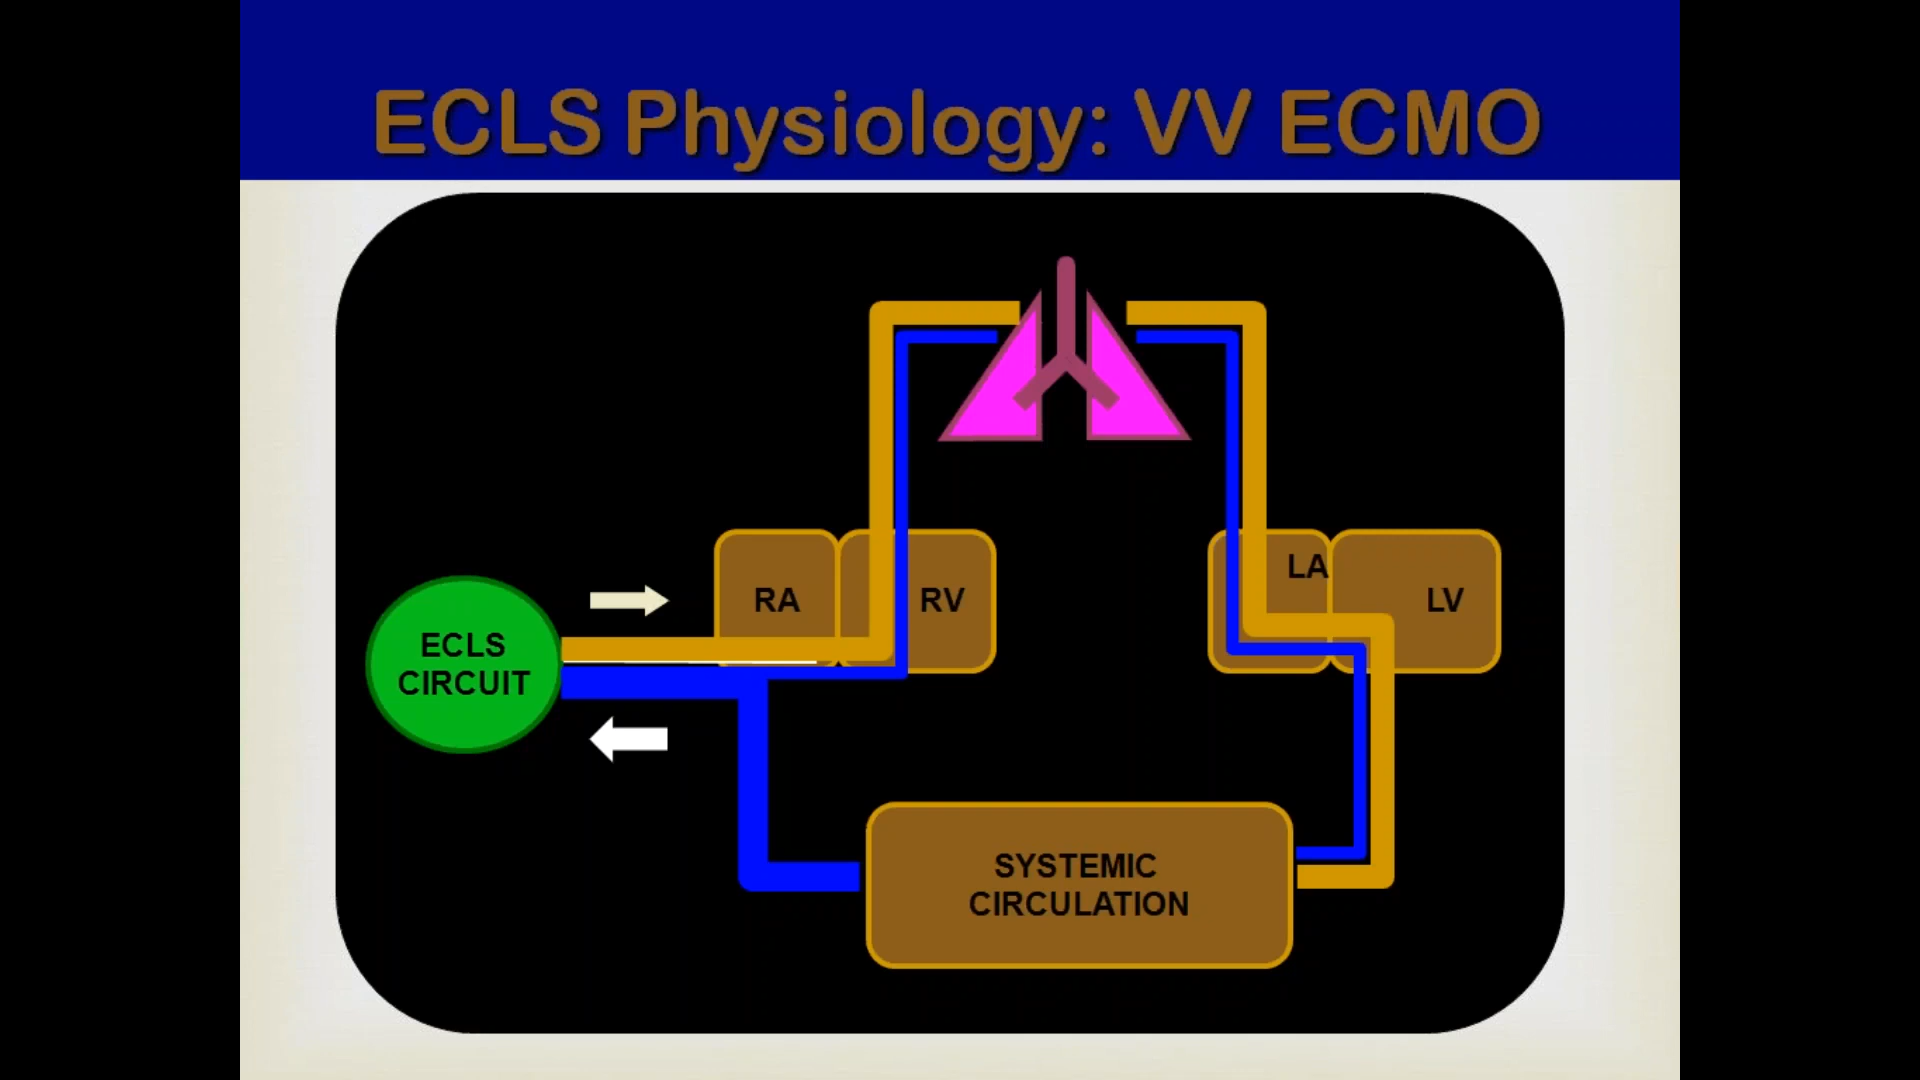 ECLS Physiology: VV ECMO
RA
RV
LA
LV
ECLS
CIRCUIT
SYSTEMIC
CIRCULATION